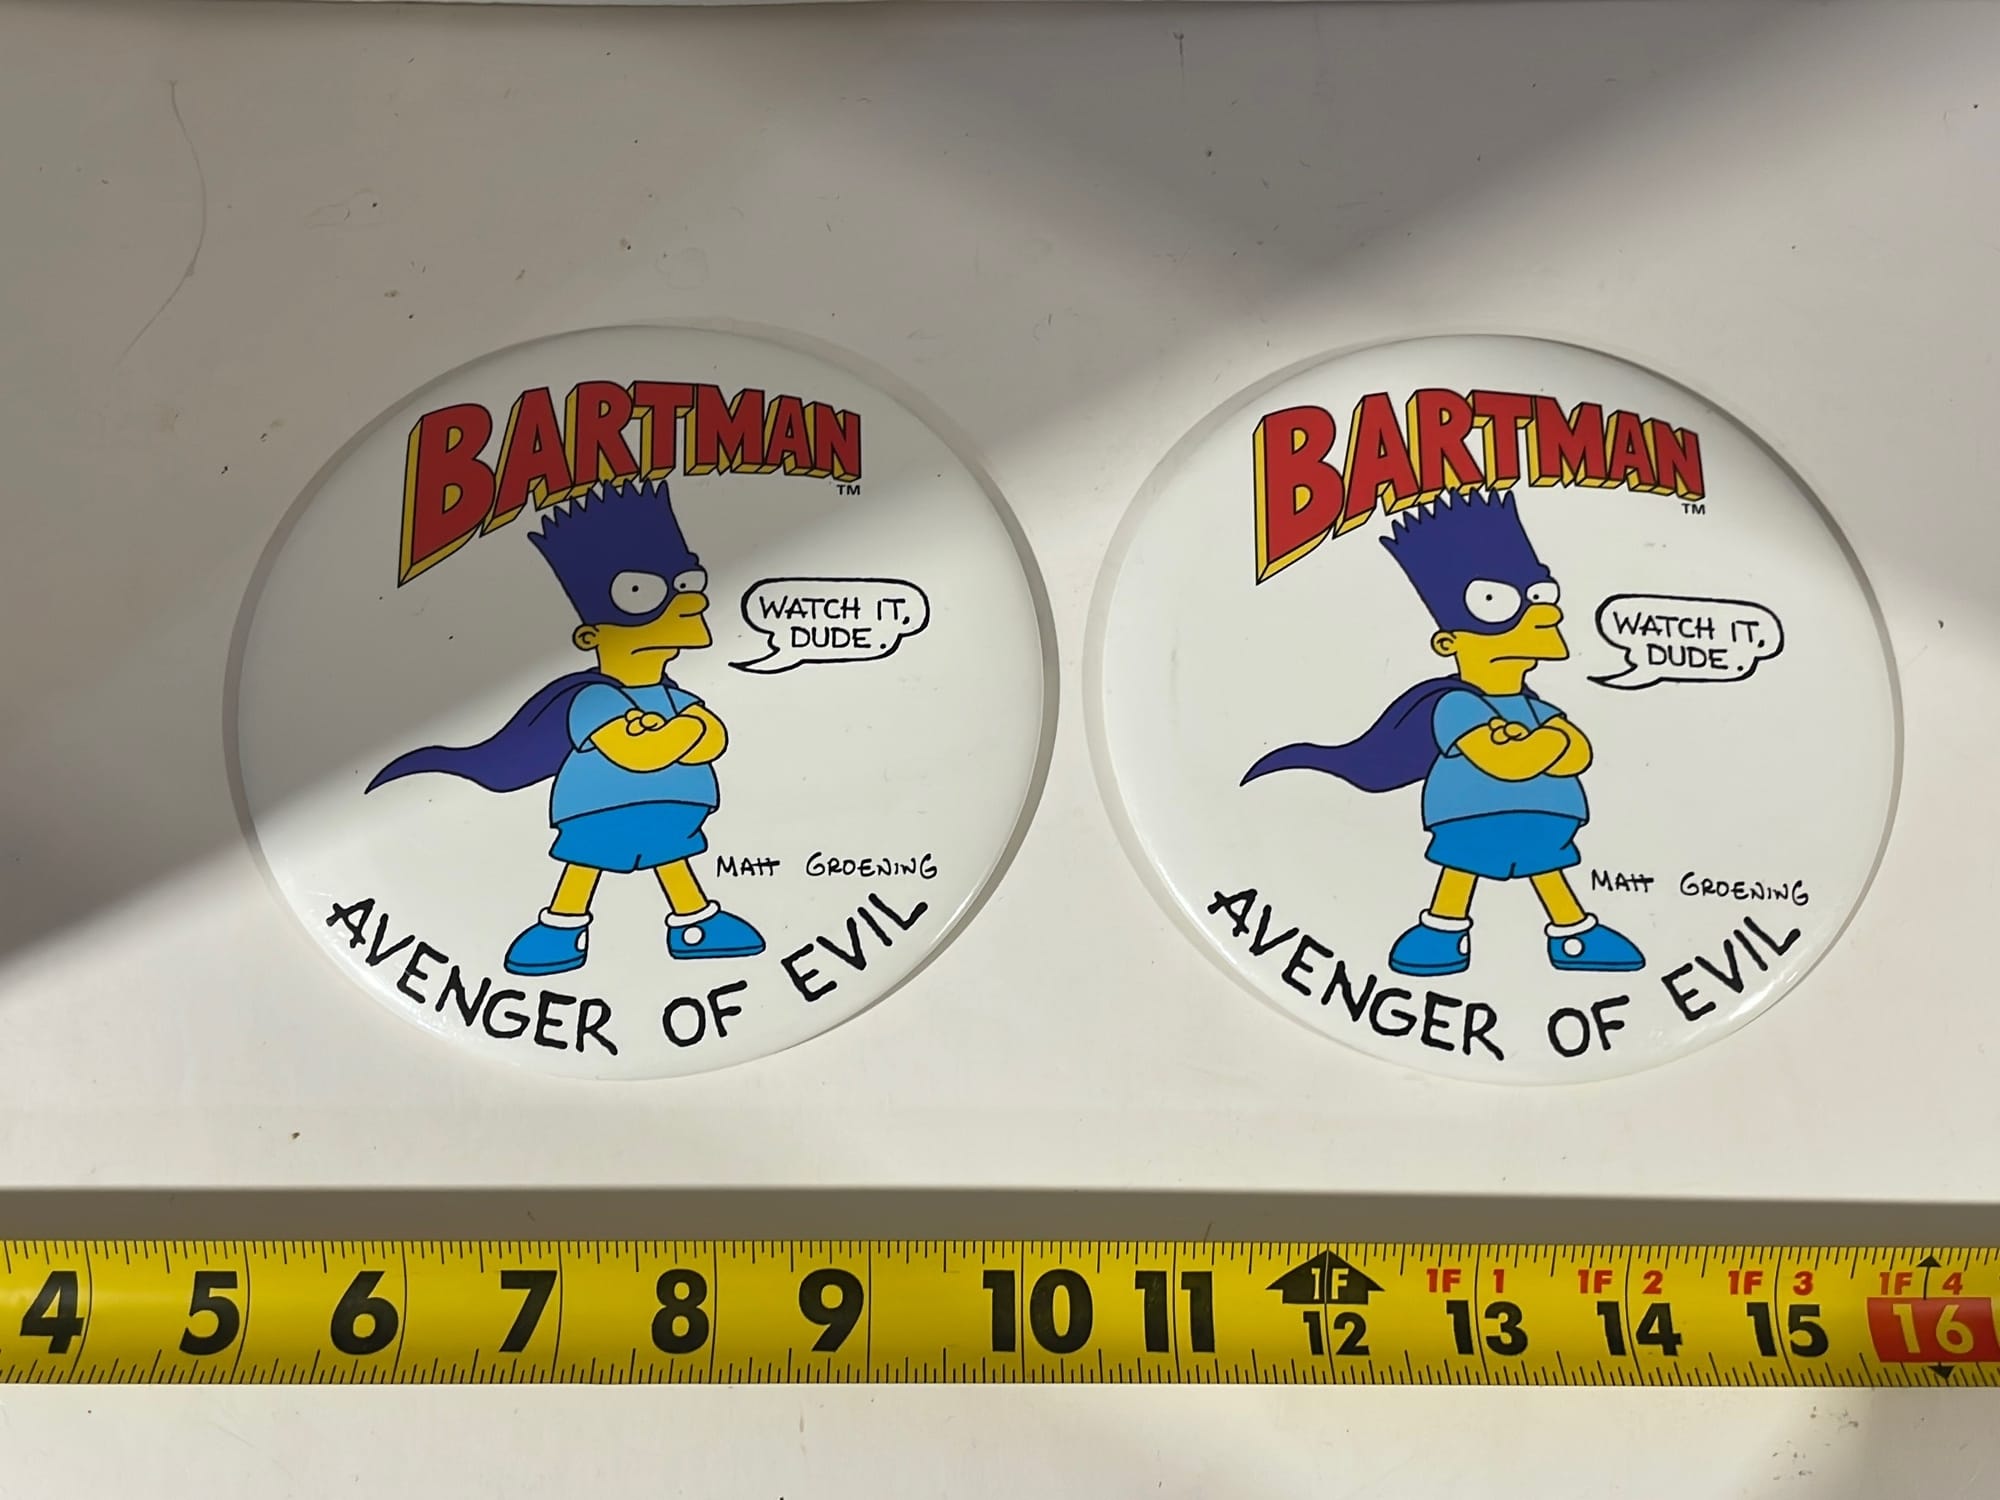 BARTMAN
TM
WATCH IT,
DUDE.
MATT GROENING
AVENGER OF EVIL
BARTMAN
TM
WATCH IT,
DUDE.
MATT GROENING
AVENGER OF EVIL
1F 1F 1 1F 2 1F 3 1F 4
4 5 6 7 8 9 10 11 12 13 14 15 16